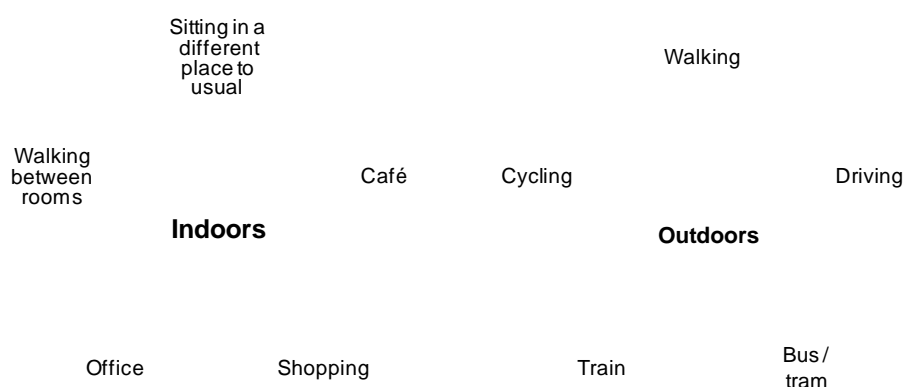 Sitting in a
different
place to
usual
Walking
Walking
between
rooms
Café
Cycling
Driving
Indoors
Outdoors
Office
Shopping
Train
Bus /
tram